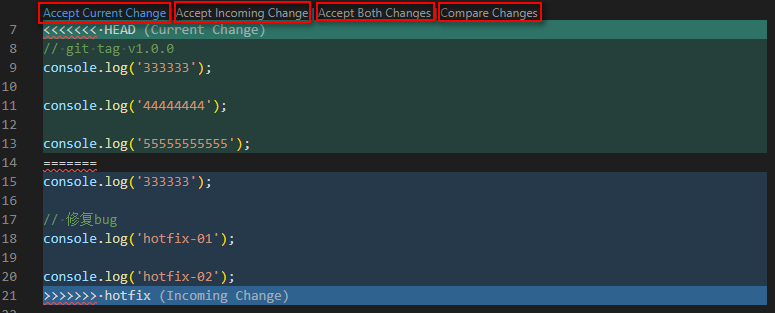 Accept Current Change | Accept Incoming Change | Accept Both Changes | Compare Changes
7 <<<<<<<·HEAD (Current Change)
8 //·git·tag·v1.0.0
9 console.log('333333');
10
11 console.log('44444444');
12
13 console.log('55555555555');
14 =======
15 console.log('333333');
16
17 //·修复bug
18 console.log('hotfix-01');
19
20 console.log('hotfix-02');
21 >>>>>>>·hotfix (Incoming Change)